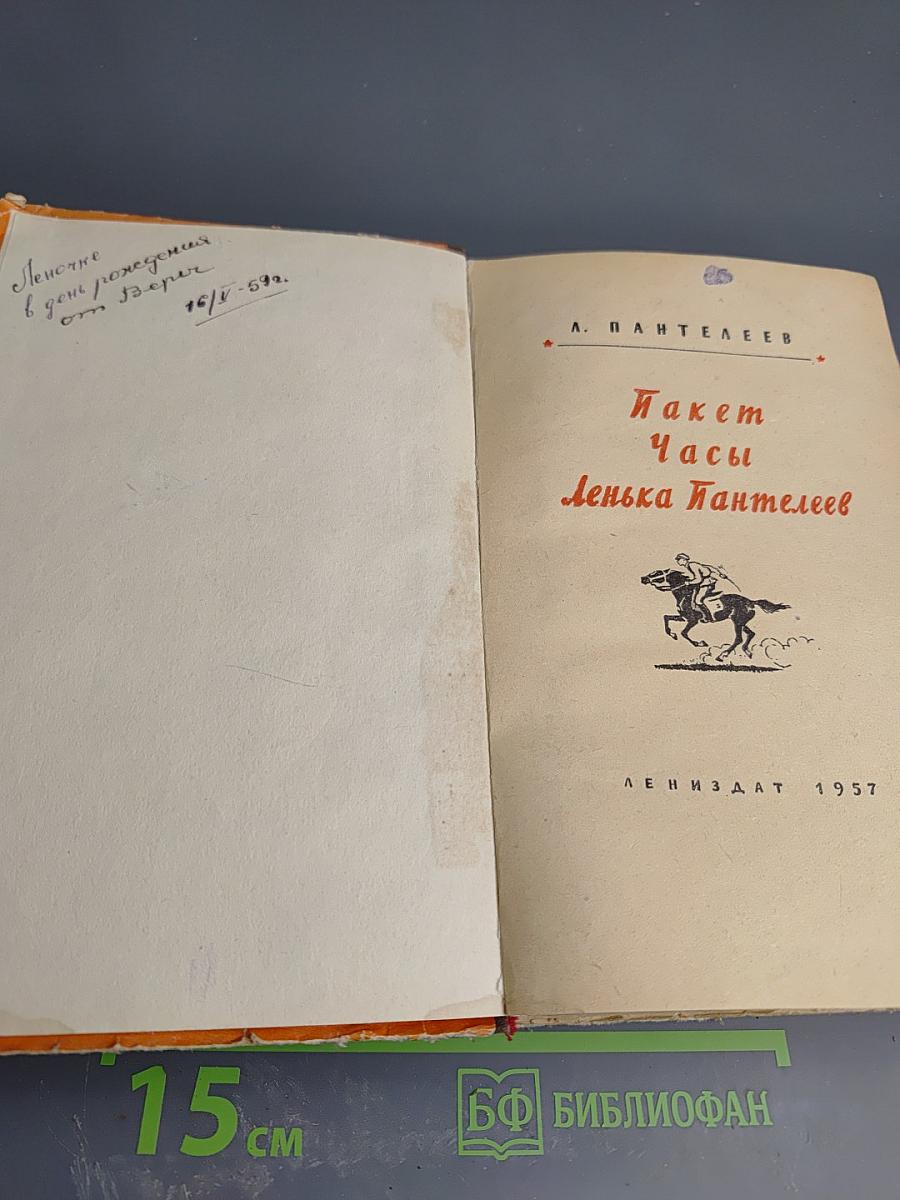 Леночке
в день рождения
от Веры
16/V-59г.
Л. ПАНТЕЛЕЕВ
Пакет
Часы
Ленька Пантелеев
ЛЕНИЗДАТ 1957
15 см
БФ БИБЛИОФАН